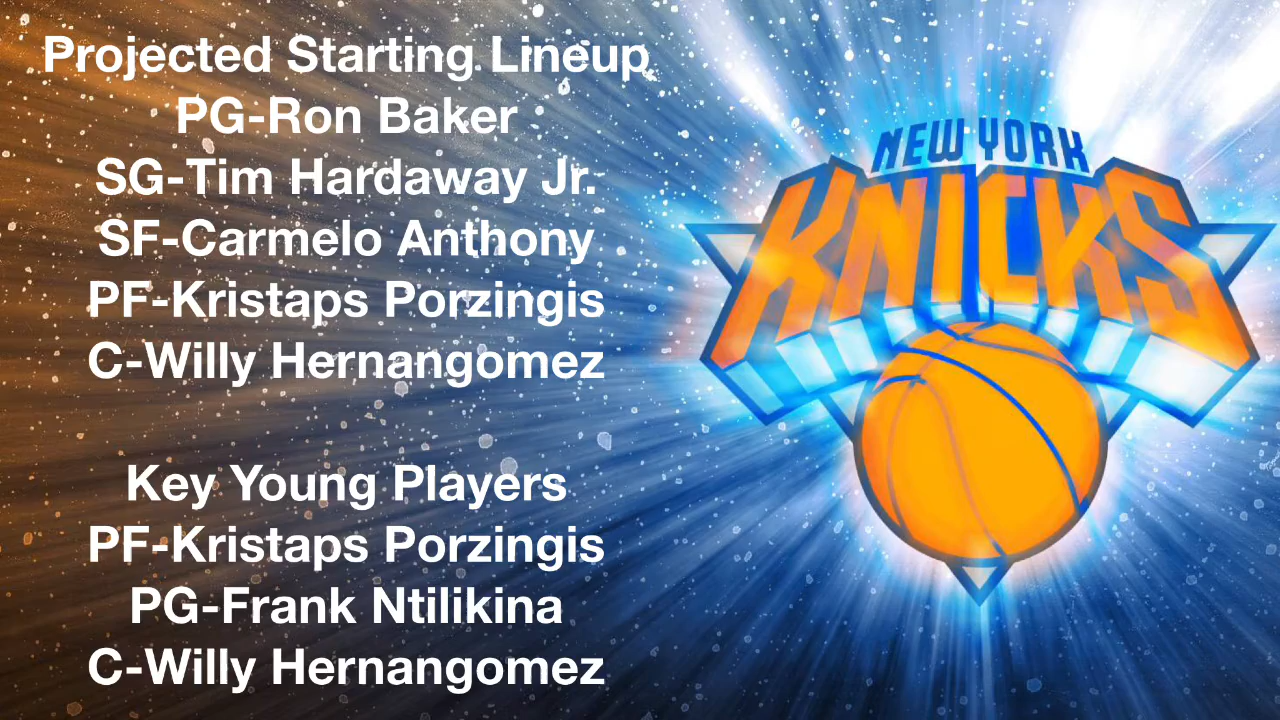 Projected Starting Lineup
PG-Ron Baker
SG-Tim Hardaway Jr.
SF-Carmelo Anthony
PF-Kristaps Porzingis
C-Willy Hernangomez
Key Young Players
PF-Kristaps Porzingis
PG-Frank Ntilikina
C-Willy Hernangomez
NEW YORK
KNICKS